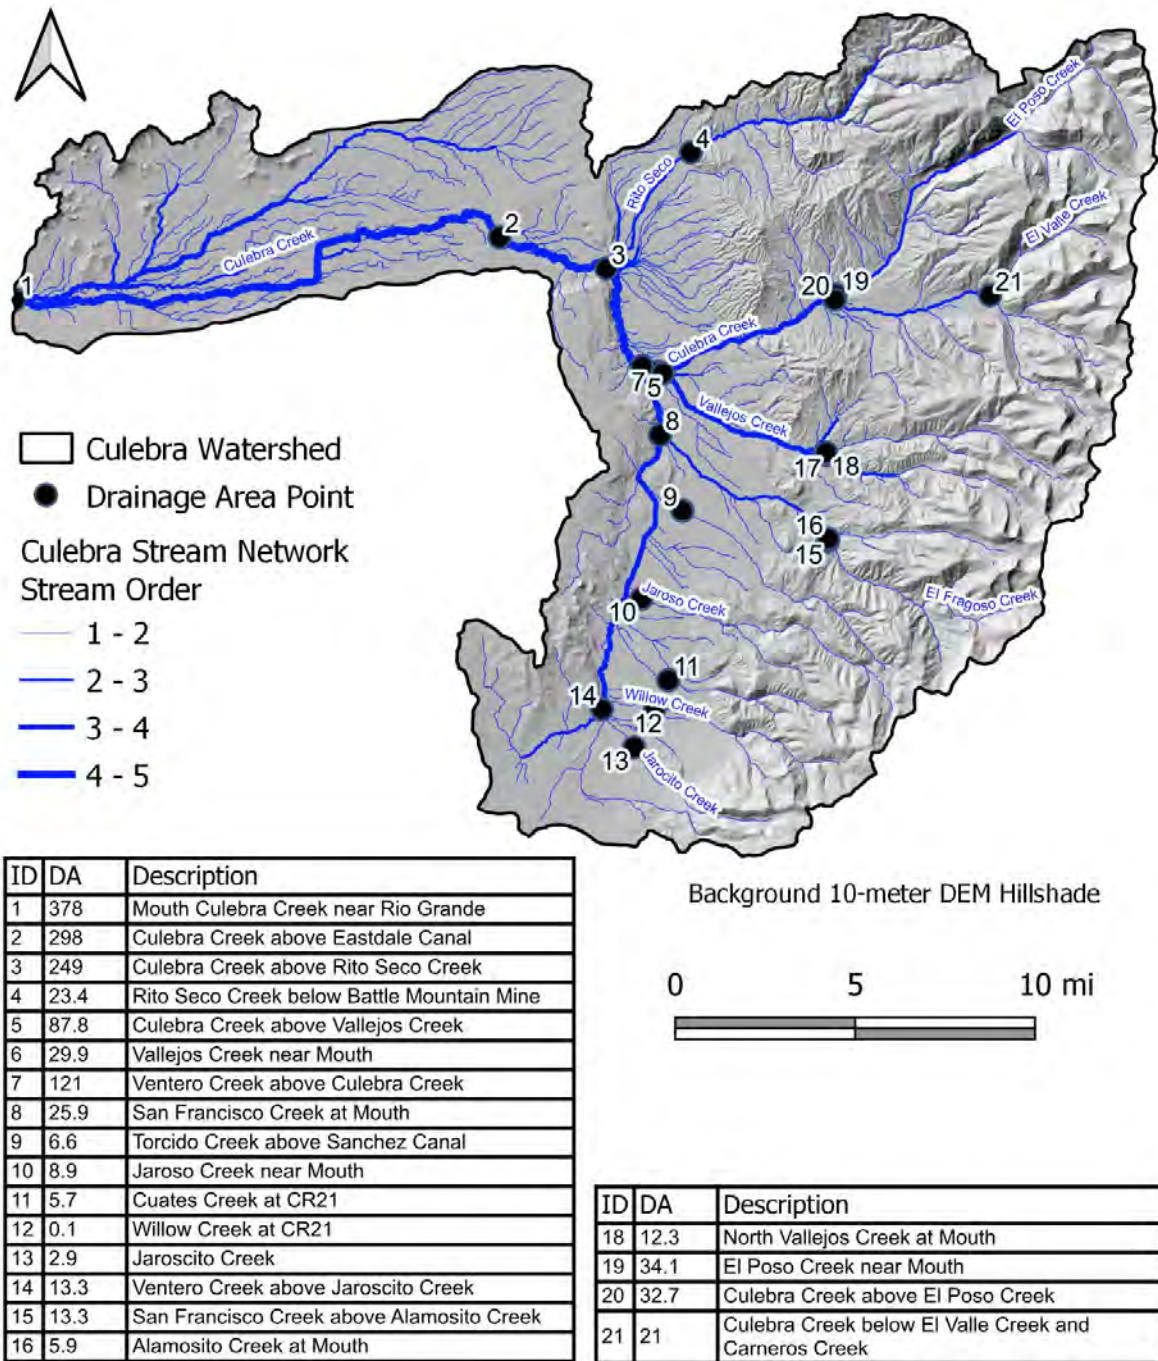 El Poso Creek
4
Rito Seco
2
El Valle Creek
Culebra Creek
3
1
20
19
21
Culebra Creek
7
5
Vallejos Creek
8
17
18
9
16
15
10
Jaroso Creek
El Fragoso Creek
11
14
Willow Creek
12
13
Jarocito Creek
Culebra Watershed
Drainage Area Point
Culebra Stream Network
Stream Order
1 - 2
2 - 3
3 - 4
4 - 5
ID DA Description
1 378 Mouth Culebra Creek near Rio Grande
2 298 Culebra Creek above Eastdale Canal
3 249 Culebra Creek above Rito Seco Creek
4 23.4 Rito Seco Creek below Battle Mountain Mine
5 87.8 Culebra Creek above Vallejos Creek
6 29.9 Vallejos Creek near Mouth
7 121 Ventero Creek above Culebra Creek
8 25.9 San Francisco Creek at Mouth
9 6.6 Torcido Creek above Sanchez Canal
10 8.9 Jaroso Creek near Mouth
11 5.7 Cuates Creek at CR21
12 0.1 Willow Creek at CR21
13 2.9 Jaroscito Creek
14 13.3 Ventero Creek above Jaroscito Creek
15 13.3 San Francisco Creek above Alamosito Creek
16 5.9 Alamosito Creek at Mouth
Background 10-meter DEM Hillshade
0 5 10 mi
ID DA Description
18 12.3 North Vallejos Creek at Mouth
19 34.1 El Poso Creek near Mouth
20 32.7 Culebra Creek above El Poso Creek
21 21 Culebra Creek below El Valle Creek and
Carneros Creek